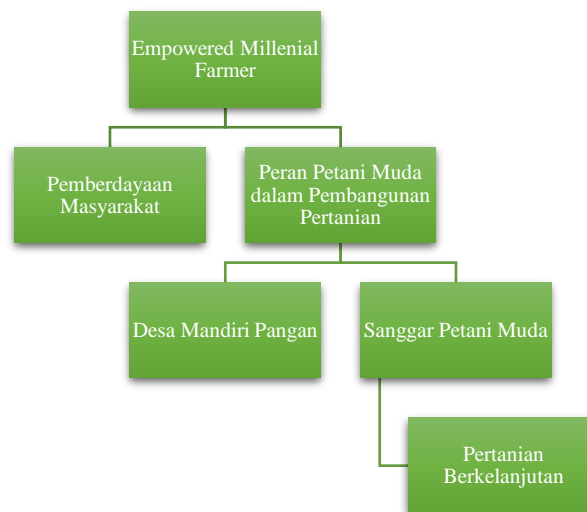 Empowered Millenial
Farmer
Pemberdayaan
Masyarakat
Peran Petani Muda
dalam Pembangunan
Pertanian
Desa Mandiri Pangan
Sanggar Petani Muda
Pertanian
Berkelanjutan